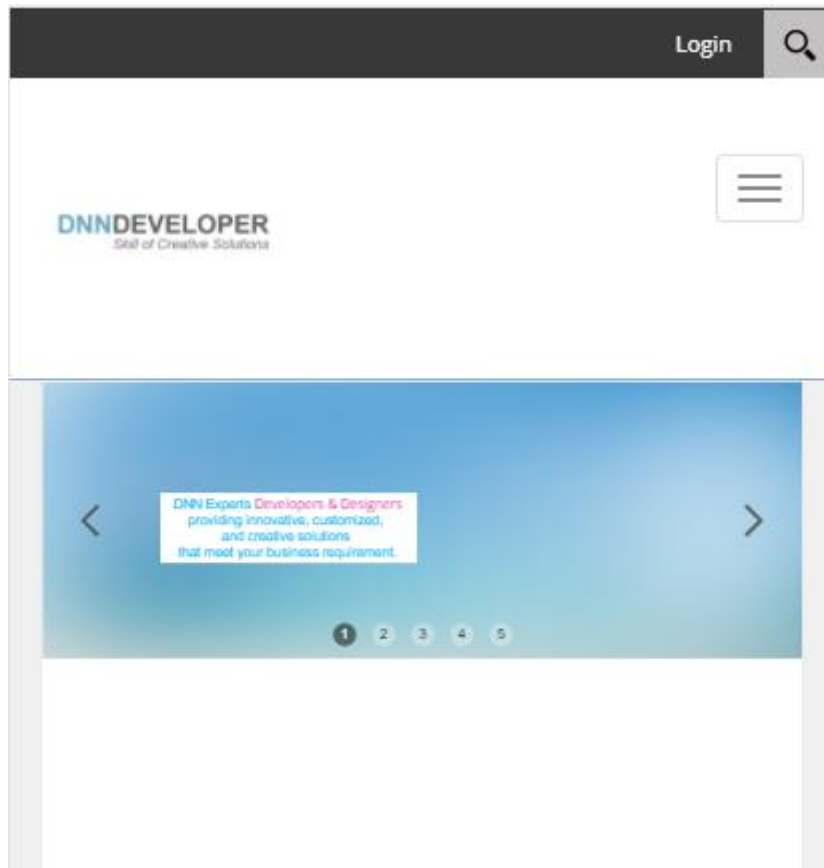 Login
DNNDEVELOPER
Skill of Creative Solutions
DNN Experts Developers & Designers
providing innovative, customized,
and creative solutions
that meet your business requirement.
1 2 3 4 5